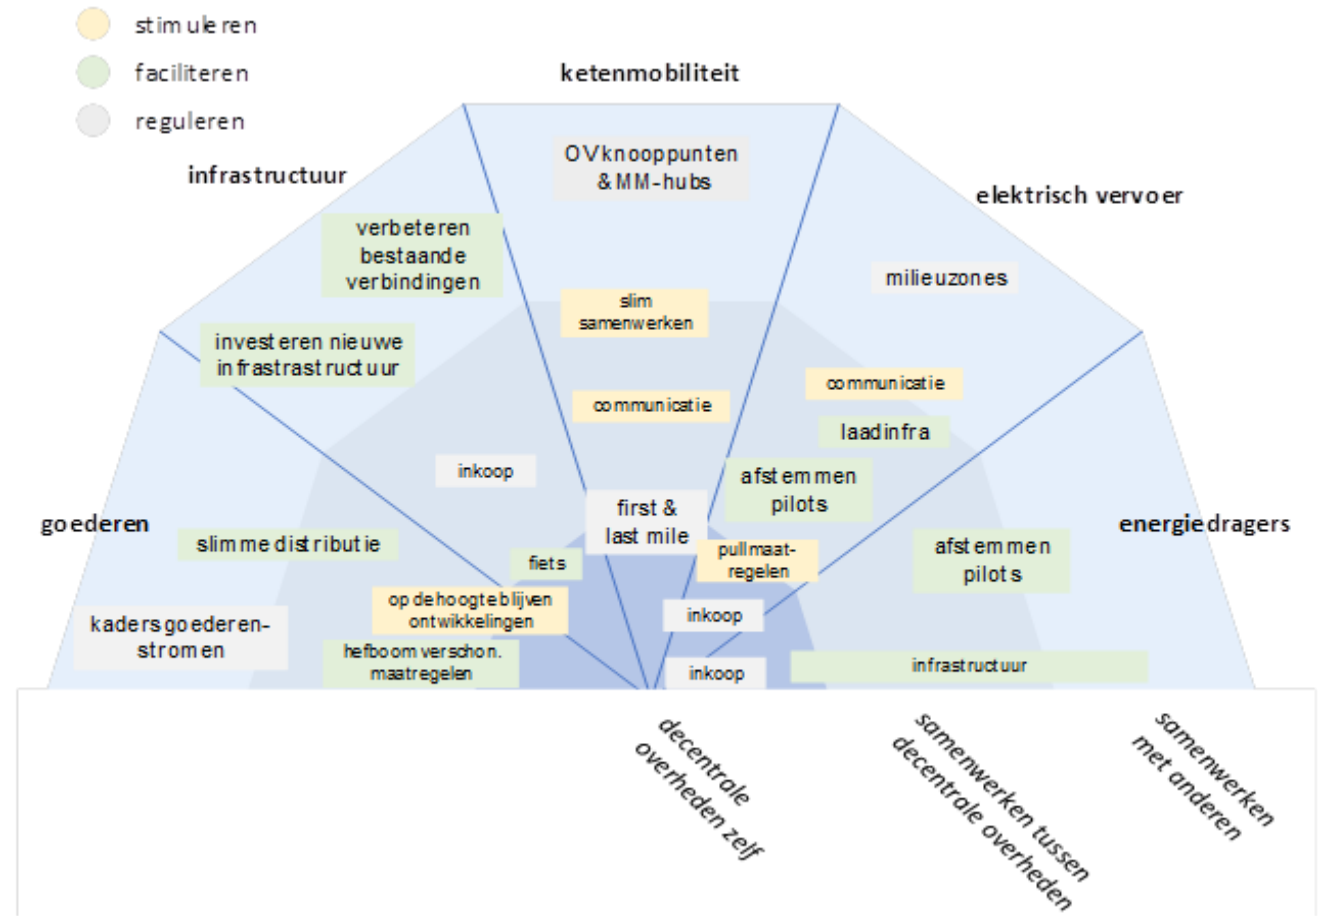 stimuleren
faciliteren
reguleren
ketenmobiliteit
infrastructuur
elektrisch vervoer
goederen
energiedragers
OV knooppunten
& MM-hubs
verbeteren
bestaande
verbindingen
milieuzones
slim
samenwerken
investeren nieuwe
infrastrastructuur
communicatie
communicatie
laadinfra
inkoop
afstemmen
pilots
first &
last mile
slimme distributie
fiets
pullmaat-
regelen
afstemmen
pilots
op de hoogte blijven
ontwikkelingen
inkoop
kaders goederen-
stromen
hefboom verschon.
maatregelen
inkoop
infrastructuur
decentrale
overheden zelf
samenwerken tussen
decentrale overheden
samenwerken
met anderen